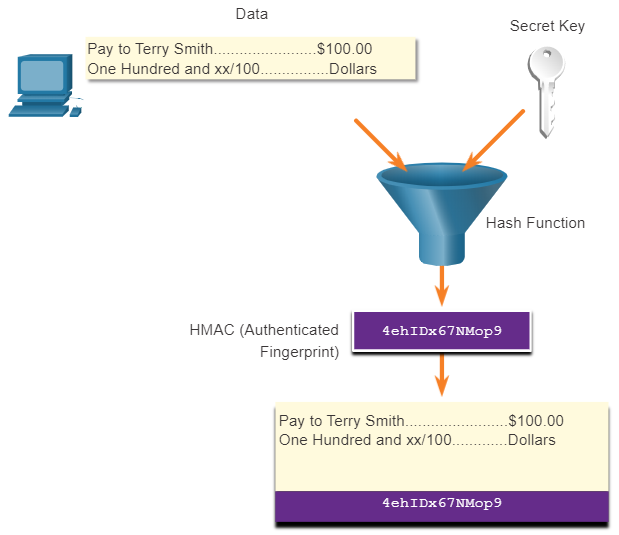 Data
Secret Key
Pay to Terry Smith........................$100.00
One Hundred and xx/100................Dollars
Hash Function
HMAC (Authenticated
Fingerprint)
4ehIDx67NMop9
Pay to Terry Smith........................$100.00
One Hundred and xx/100.............Dollars
4ehIDx67NMop9